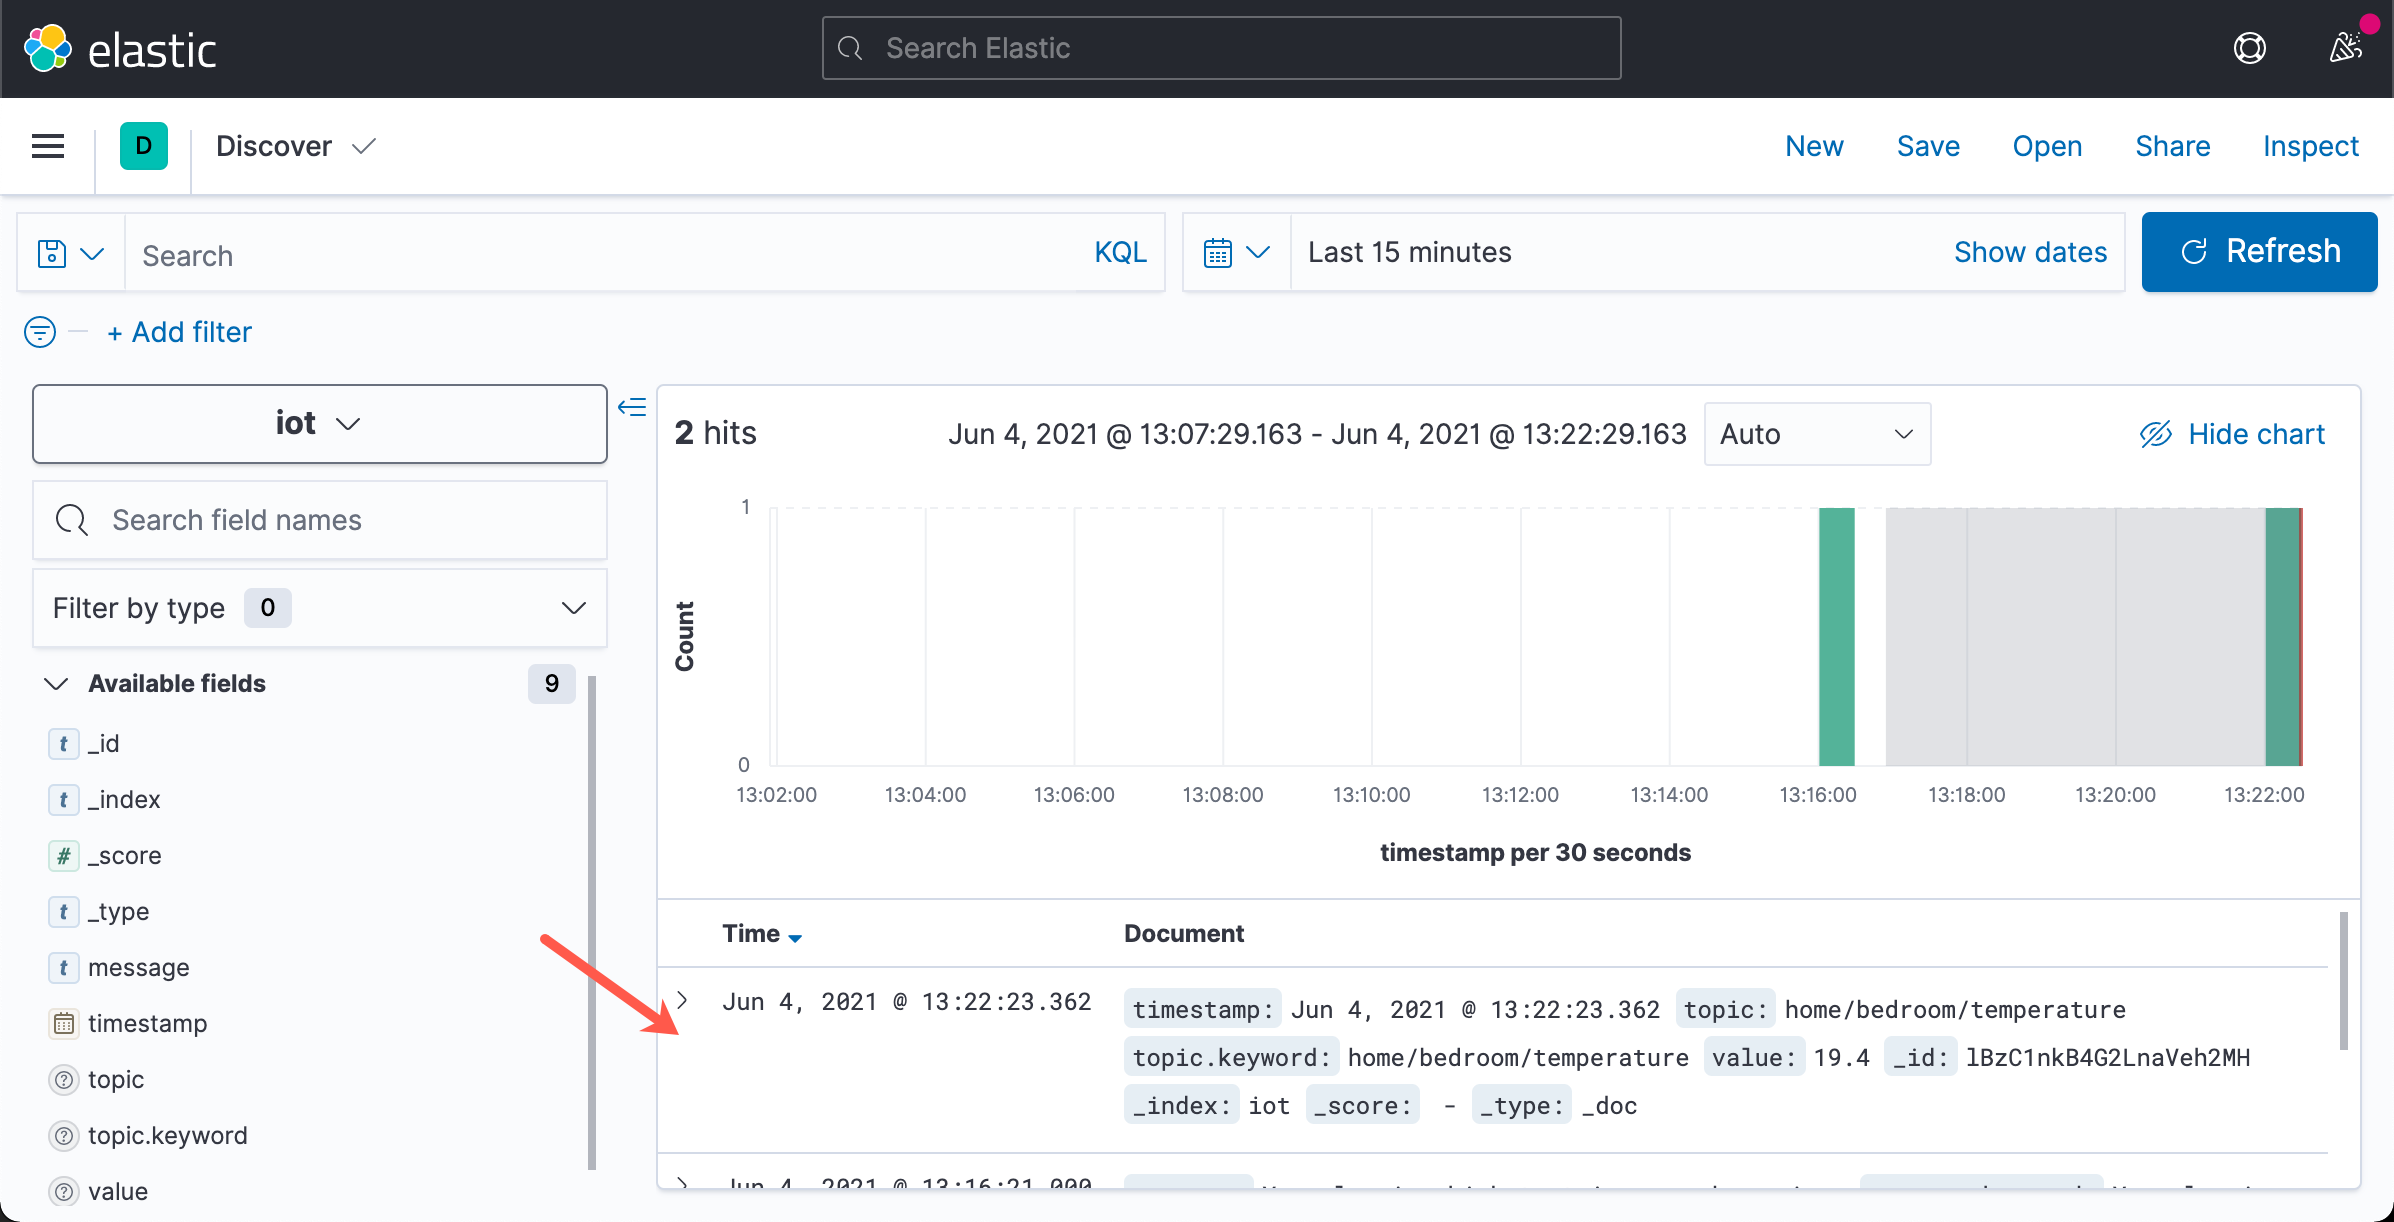 elastic
Search Elastic
D
Discover
New
Save
Open
Share
Inspect
Search
KQL
Last 15 minutes
Show dates
Refresh
+ Add filter
iot
Search field names
Filter by type 0
Available fields 9
t _id
t _index
# _score
t _type
t message
timestamp
? topic
? topic.keyword
? value
2 hits
Jun 4, 2021 @ 13:07:29.163 - Jun 4, 2021 @ 13:22:29.163
Auto
Hide chart
1
0
Count
13:02:00 13:04:00 13:06:00 13:08:00 13:10:00 13:12:00 13:14:00 13:16:00 13:18:00 13:20:00 13:22:00
timestamp per 30 seconds
Time Document
Jun 4, 2021 @ 13:22:23.362
timestamp: Jun 4, 2021 @ 13:22:23.362 topic: home/bedroom/temperature
topic.keyword: home/bedroom/temperature value: 19.4 _id: lBzC1nkB4G2LnaVeh2MH
_index: iot _score: - _type: _doc
Jun 4, 2021 @ 13:16:21.000